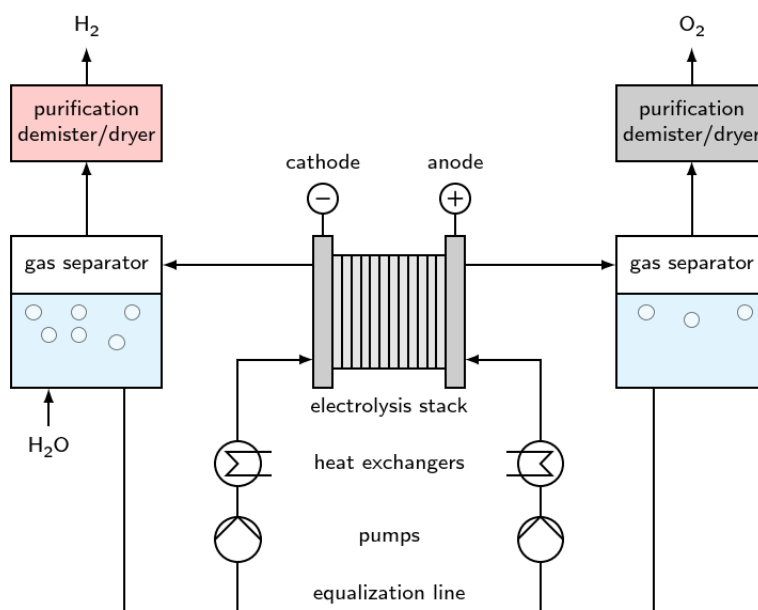 H₂
O₂
purification
demister/dryer
purification
demister/dryer
cathode
anode
−
+
gas separator
gas separator
electrolysis stack
H₂O
heat exchangers
pumps
equalization line